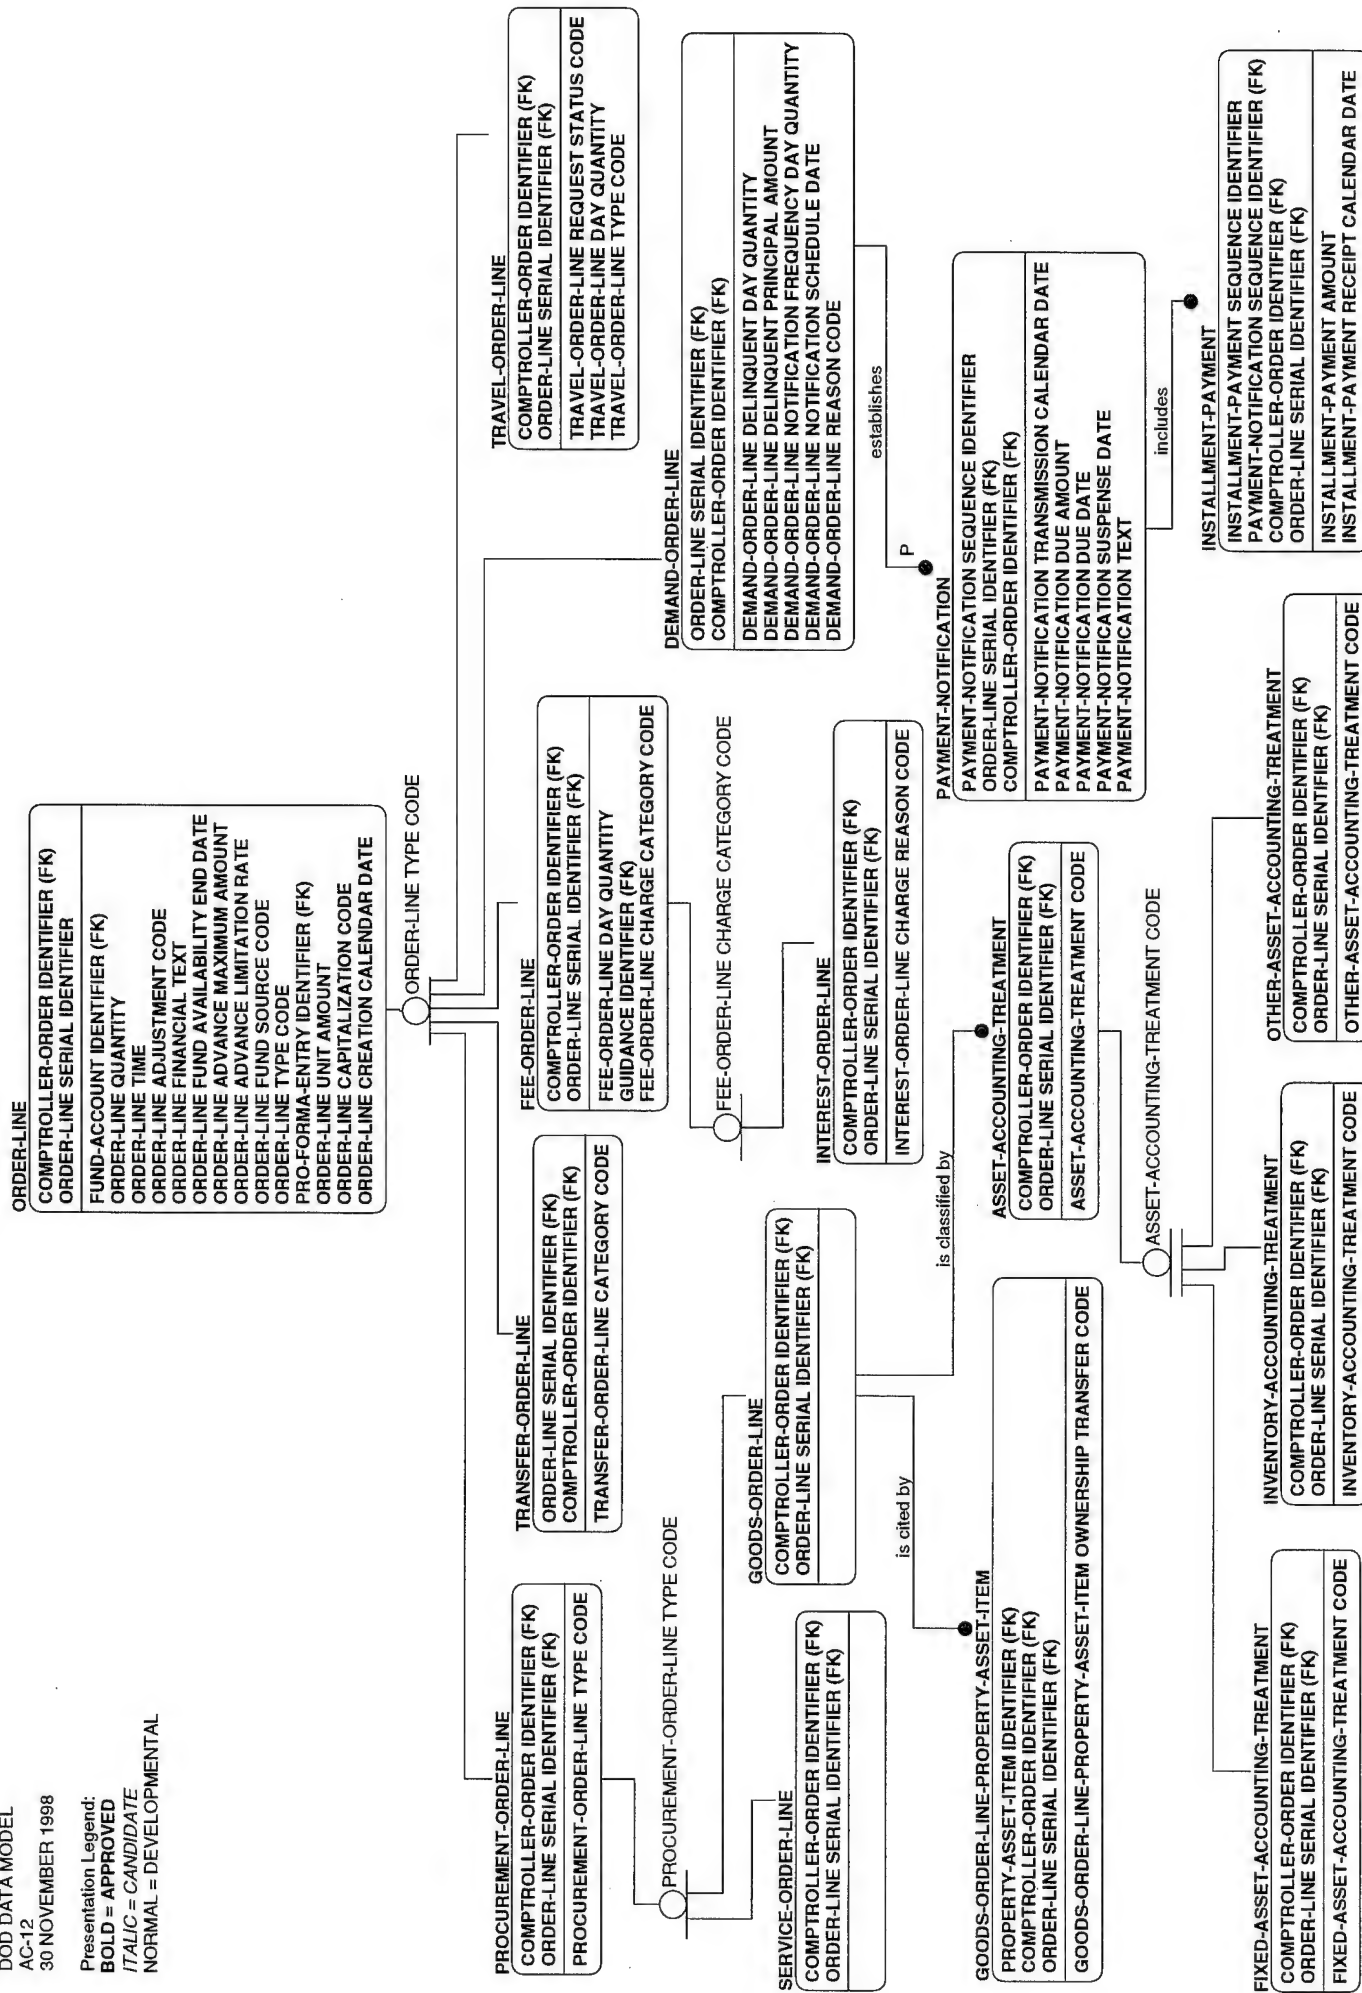 DOD DATA MODEL
AC-12
30 NOVEMBER 1998
Presentation Legend:
BOLD = APPROVED
ITALIC = CANDIDATE
NORMAL = DEVELOPMENTAL
ORDER-LINE
COMPTROLLER-ORDER IDENTIFIER (FK)
ORDER-LINE SERIAL IDENTIFIER
FUND-ACCOUNT IDENTIFIER (FK)
ORDER-LINE QUANTITY
ORDER-LINE TIME
ORDER-LINE ADJUSTMENT CODE
ORDER-LINE FINANCIAL TEXT
ORDER-LINE FUND AVAILABILITY END DATE
ORDER-LINE ADVANCE MAXIMUM AMOUNT
ORDER-LINE ADVANCE LIMITATION RATE
ORDER-LINE FUND SOURCE CODE
ORDER-LINE TYPE CODE
PRO-FORMA-ENTRY IDENTIFIER (FK)
ORDER-LINE UNIT AMOUNT
ORDER-LINE CAPITALIZATION CODE
ORDER-LINE CREATION CALENDAR DATE
ORDER-LINE TYPE CODE
PROCUREMENT-ORDER-LINE
COMPTROLLER-ORDER IDENTIFIER (FK)
ORDER-LINE SERIAL IDENTIFIER (FK)
PROCUREMENT-ORDER-LINE TYPE CODE
TRANSFER-ORDER-LINE
ORDER-LINE SERIAL IDENTIFIER (FK)
COMPTROLLER-ORDER IDENTIFIER (FK)
TRANSFER-ORDER-LINE CATEGORY CODE
FEE-ORDER-LINE
COMPTROLLER-ORDER IDENTIFIER (FK)
ORDER-LINE SERIAL IDENTIFIER (FK)
FEE-ORDER-LINE DAY QUANTITY
GUIDANCE IDENTIFIER (FK)
FEE-ORDER-LINE CHARGE CATEGORY CODE
TRAVEL-ORDER-LINE
COMPTROLLER-ORDER IDENTIFIER (FK)
ORDER-LINE SERIAL IDENTIFIER (FK)
TRAVEL-ORDER-LINE REQUEST STATUS CODE
TRAVEL-ORDER-LINE DAY QUANTITY
TRAVEL-ORDER-LINE TYPE CODE
DEMAND-ORDER-LINE
ORDER-LINE SERIAL IDENTIFIER (FK)
COMPTROLLER-ORDER IDENTIFIER (FK)
DEMAND-ORDER-LINE DELINQUENT DAY QUANTITY
DEMAND-ORDER-LINE DELINQUENT PRINCIPAL AMOUNT
DEMAND-ORDER-LINE NOTIFICATION FREQUENCY DAY QUANTITY
DEMAND-ORDER-LINE NOTIFICATION SCHEDULE DATE
DEMAND-ORDER-LINE REASON CODE
PROCUREMENT-ORDER-LINE TYPE CODE
FEE-ORDER-LINE CHARGE CATEGORY CODE
SERVICE-ORDER-LINE
COMPTROLLER-ORDER IDENTIFIER (FK)
ORDER-LINE SERIAL IDENTIFIER (FK)
GOODS-ORDER-LINE
COMPTROLLER-ORDER IDENTIFIER (FK)
ORDER-LINE SERIAL IDENTIFIER (FK)
INTEREST-ORDER-LINE
COMPTROLLER-ORDER IDENTIFIER (FK)
ORDER-LINE SERIAL IDENTIFIER (FK)
INTEREST-ORDER-LINE CHARGE REASON CODE
establishes
is cited by
is classified by
P
PAYMENT-NOTIFICATION
PAYMENT-NOTIFICATION SEQUENCE IDENTIFIER
ORDER-LINE SERIAL IDENTIFIER (FK)
COMPTROLLER-ORDER IDENTIFIER (FK)
PAYMENT-NOTIFICATION TRANSMISSION CALENDAR DATE
PAYMENT-NOTIFICATION DUE AMOUNT
PAYMENT-NOTIFICATION DUE DATE
PAYMENT-NOTIFICATION SUSPENSE DATE
PAYMENT-NOTIFICATION TEXT
GOODS-ORDER-LINE-PROPERTY-ASSET-ITEM
PROPERTY-ASSET-ITEM IDENTIFIER (FK)
COMPTROLLER-ORDER IDENTIFIER (FK)
ORDER-LINE SERIAL IDENTIFIER (FK)
GOODS-ORDER-LINE-PROPERTY-ASSET-ITEM OWNERSHIP TRANSFER CODE
ASSET-ACCOUNTING-TREATMENT
COMPTROLLER-ORDER IDENTIFIER (FK)
ORDER-LINE SERIAL IDENTIFIER (FK)
ASSET-ACCOUNTING-TREATMENT CODE
ASSET-ACCOUNTING-TREATMENT CODE
includes
FIXED-ASSET-ACCOUNTING-TREATMENT
COMPTROLLER-ORDER IDENTIFIER (FK)
ORDER-LINE SERIAL IDENTIFIER (FK)
FIXED-ASSET-ACCOUNTING-TREATMENT CODE
INVENTORY-ACCOUNTING-TREATMENT
COMPTROLLER-ORDER IDENTIFIER (FK)
ORDER-LINE SERIAL IDENTIFIER (FK)
INVENTORY-ACCOUNTING-TREATMENT CODE
OTHER-ASSET-ACCOUNTING-TREATMENT
COMPTROLLER-ORDER IDENTIFIER (FK)
ORDER-LINE SERIAL IDENTIFIER (FK)
OTHER-ASSET-ACCOUNTING-TREATMENT CODE
INSTALLMENT-PAYMENT
INSTALLMENT-PAYMENT SEQUENCE IDENTIFIER
PAYMENT-NOTIFICATION SEQUENCE IDENTIFIER (FK)
COMPTROLLER-ORDER IDENTIFIER (FK)
ORDER-LINE SERIAL IDENTIFIER (FK)
INSTALLMENT-PAYMENT AMOUNT
INSTALLMENT-PAYMENT RECEIPT CALENDAR DATE